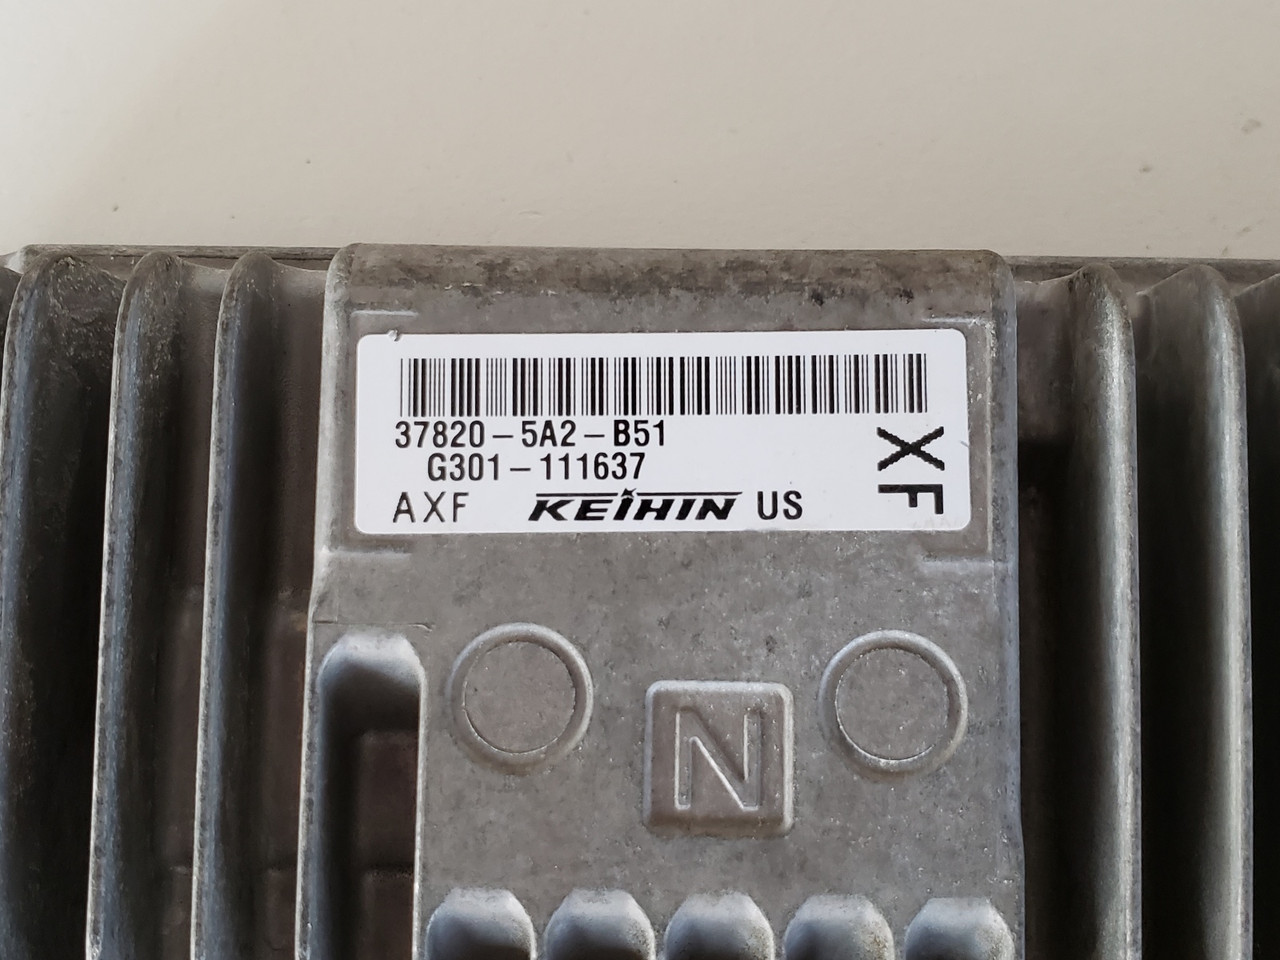 37820-5A2-B51
G301-111637
AXF KEIHIN US
XF
N